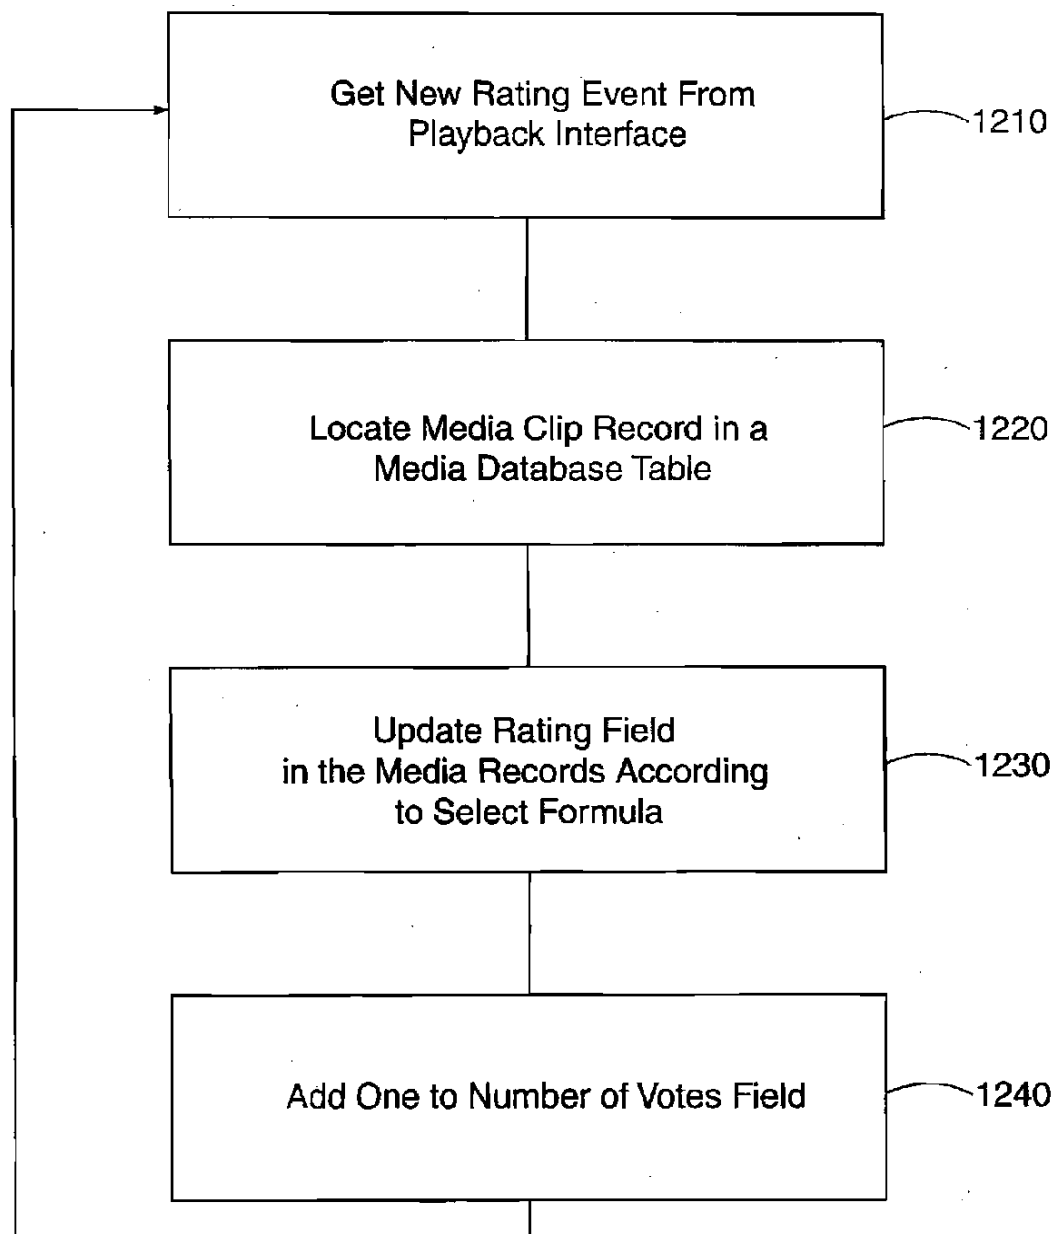 Get New Rating Event From
Playback Interface
1210
Locate Media Clip Record in a
Media Database Table
1220
Update Rating Field
in the Media Records According
to Select Formula
1230
Add One to Number of Votes Field
1240